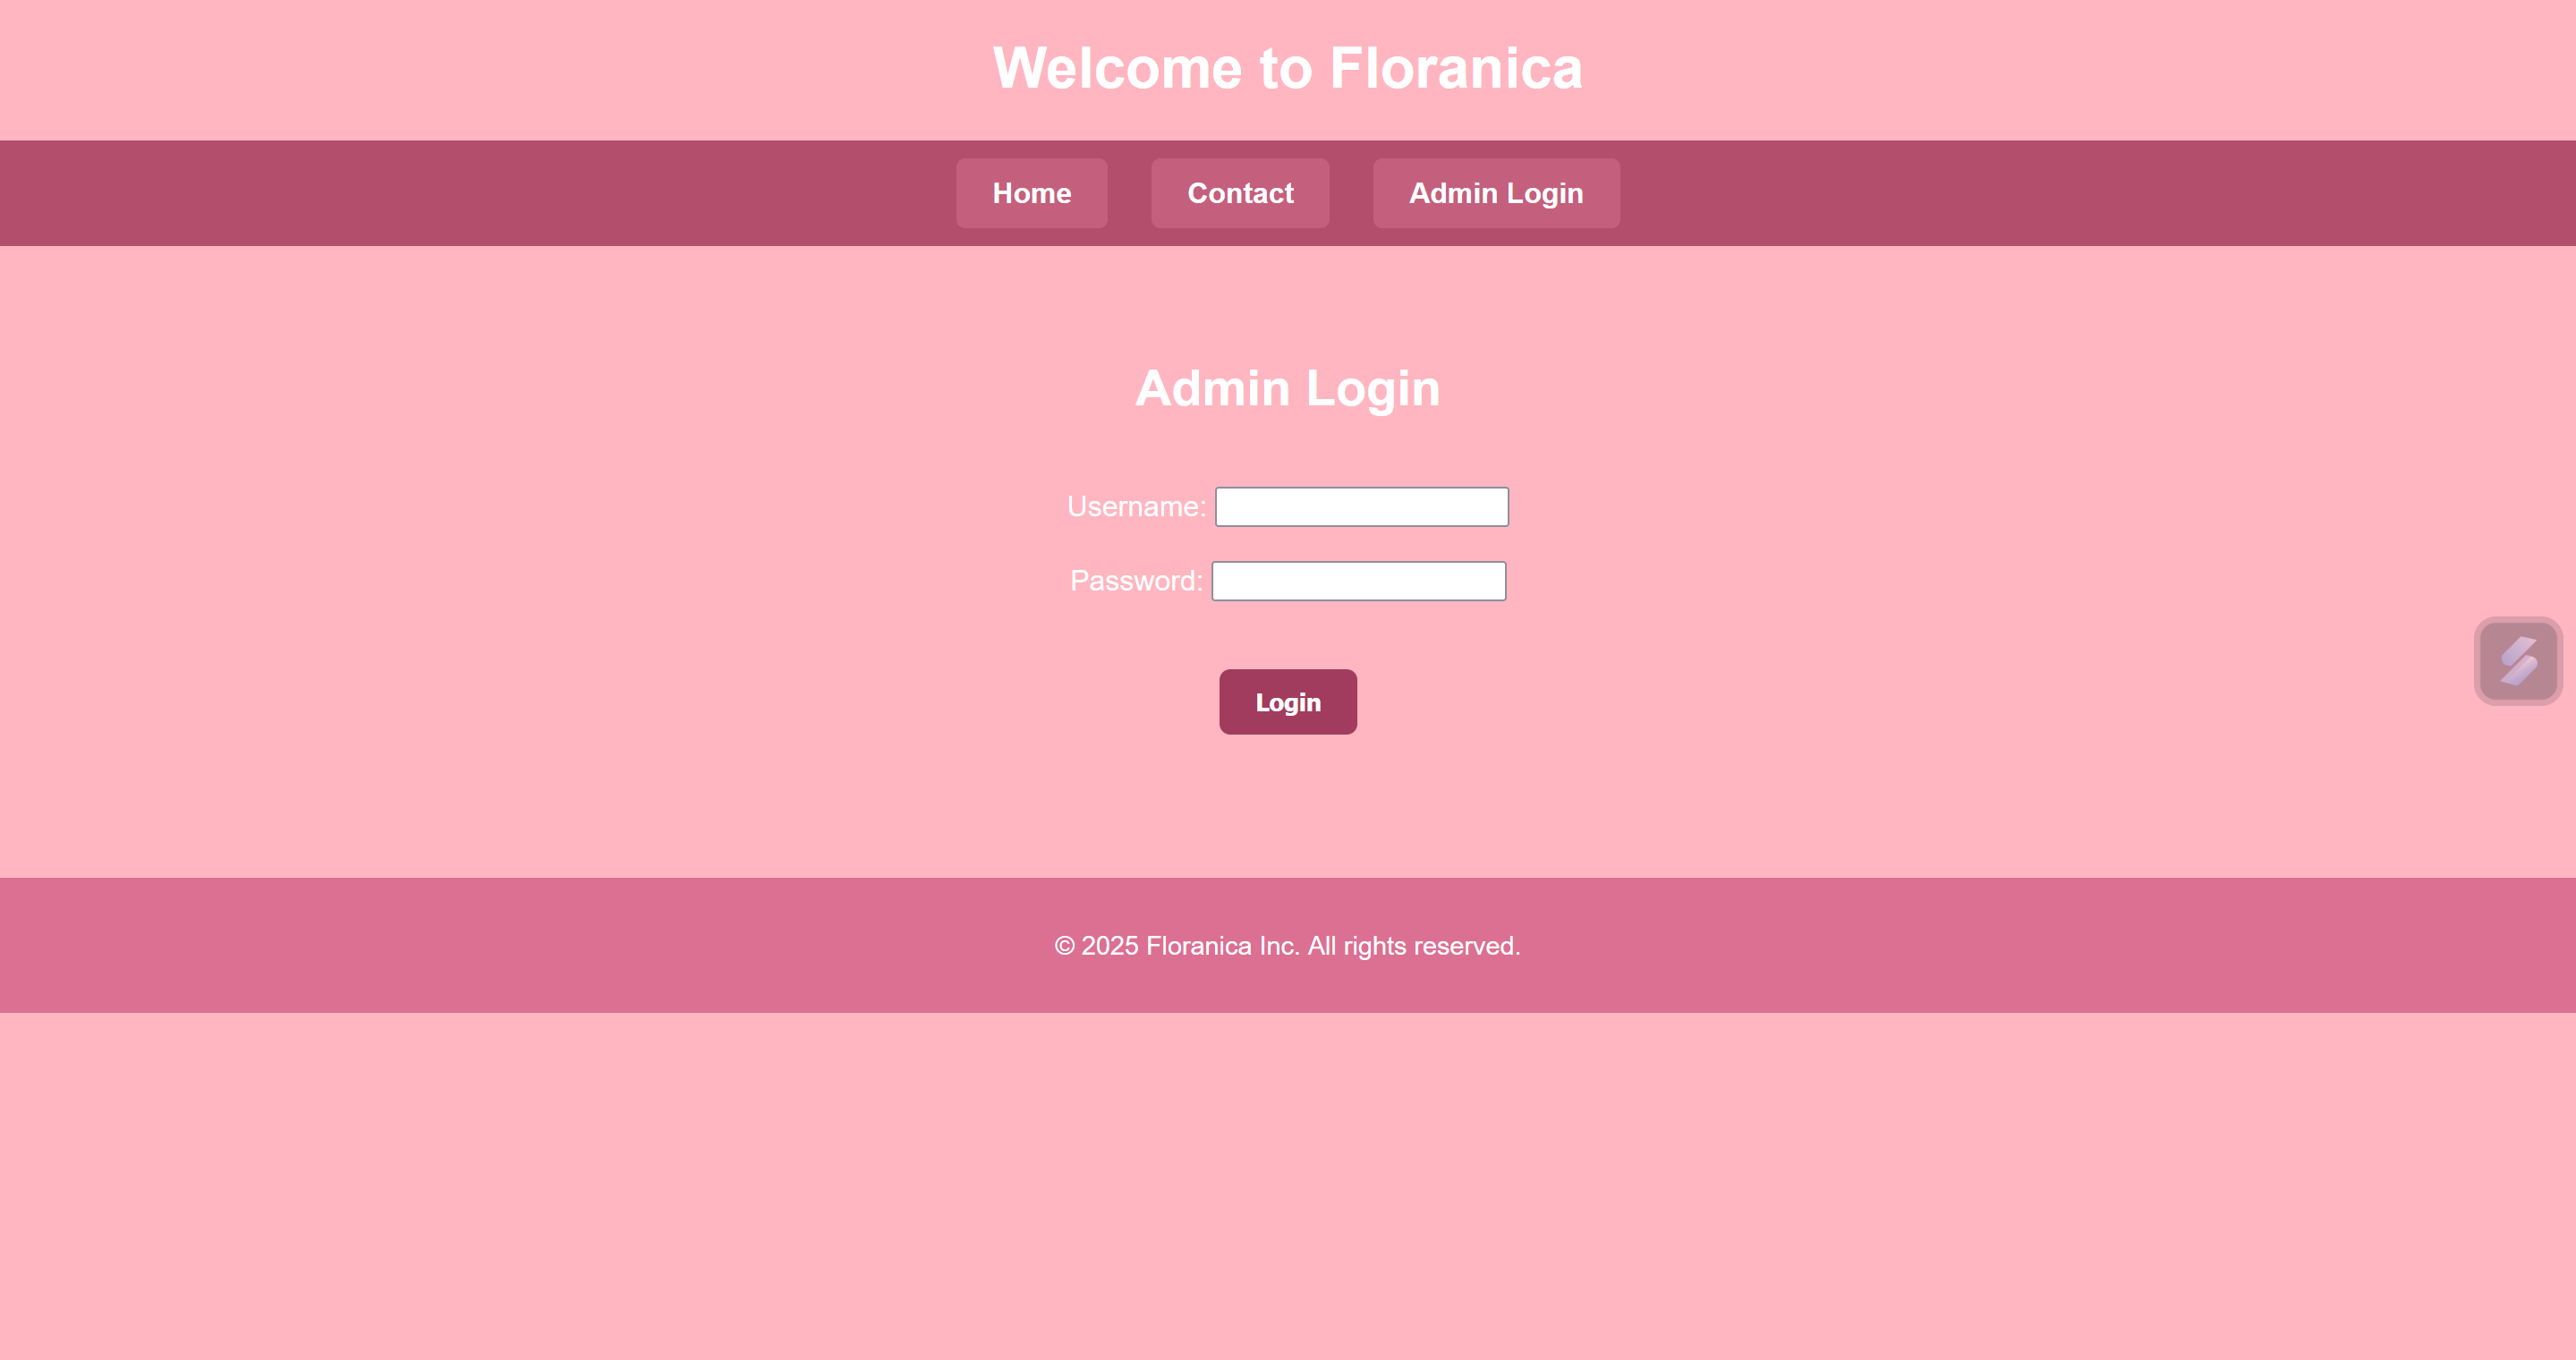 Welcome to Floranica
Home Contact Admin Login
Admin Login
Username:
Password:
Login
© 2025 Floranica Inc. All rights reserved.